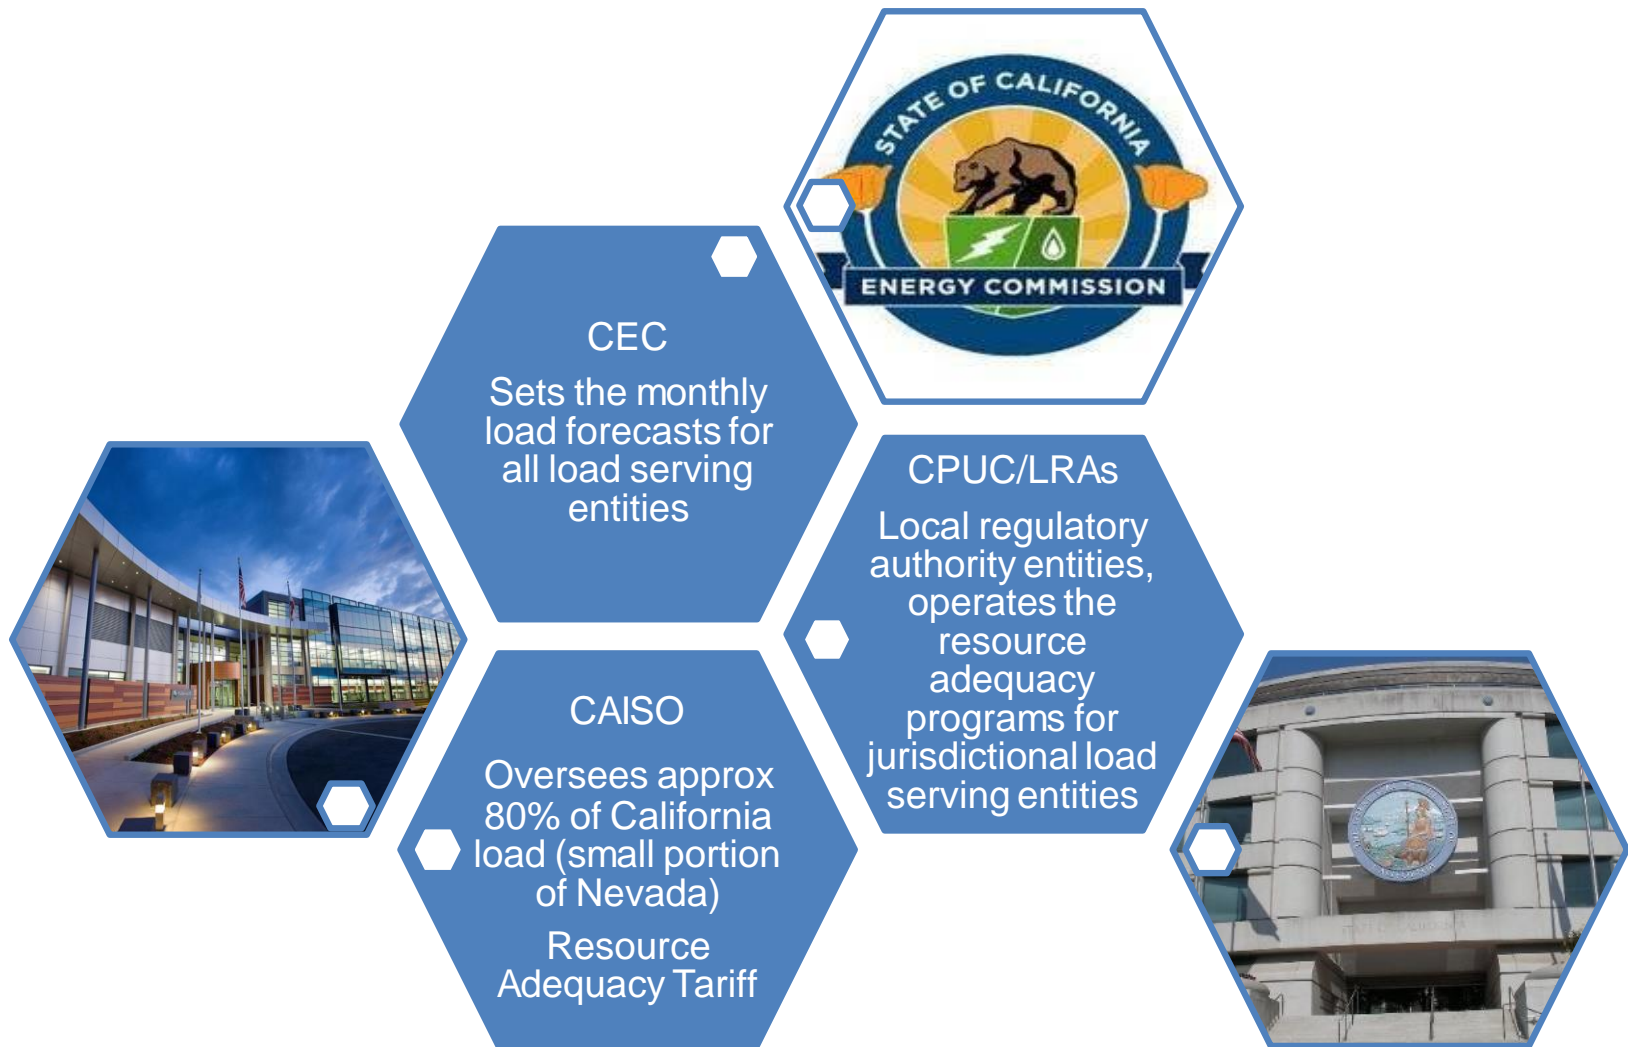 STATE OF CALIFORNIA
ENERGY COMMISSION
CEC
Sets the monthly
load forecasts for
all load serving
entities
CPUC/LRAs
Local regulatory
authority entities,
operates the
resource
adequacy
programs for
jurisdictional load
serving entities
CAISO
Oversees approx
80% of California
load (small portion
of Nevada)
Resource
Adequacy Tariff